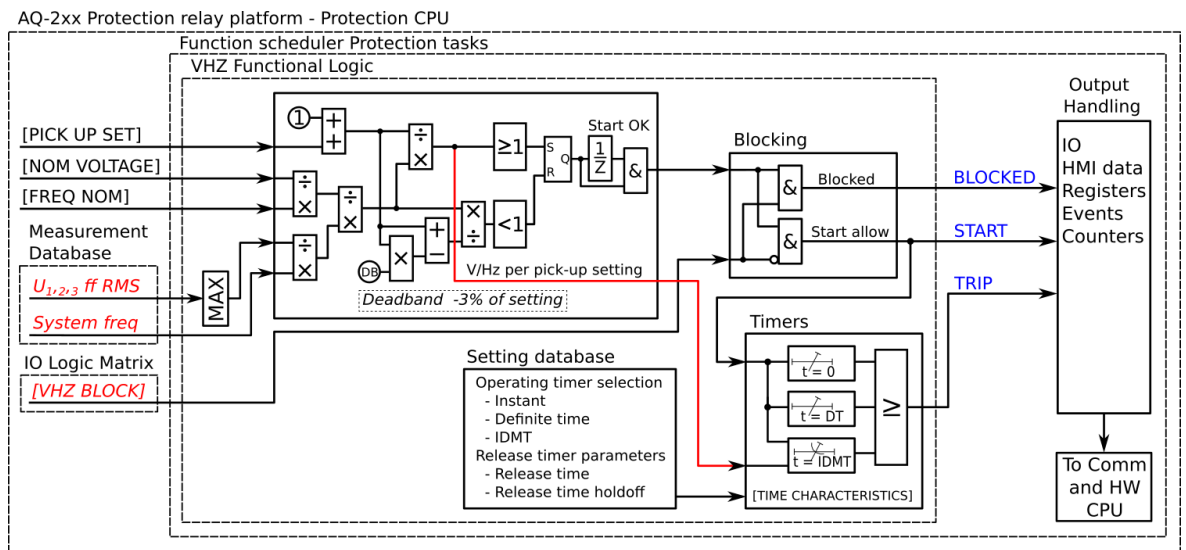 AQ-2xx Protection relay platform - Protection CPU
Function scheduler Protection tasks
VHZ Functional Logic
[PICK UP SET]
[NOM VOLTAGE]
[FREQ NOM]
Measurement
Database
U1,2,3 ff RMS
System freq
IO Logic Matrix
[VHZ BLOCK]
MAX
1
+
+
÷
×
÷
×
÷
×
÷
×
DB
×
+
−
×
÷
≥1
<1
S
R
Q
Start OK
1
Z
&
V/Hz per pick-up setting
Deadband -3% of setting
Blocking
&
Blocked
&
Start allow
BLOCKED
START
TRIP
Setting database
Operating timer selection
- Instant
- Definite time
- IDMT
Release timer parameters
- Release time
- Release time holdoff
Timers
t = 0
t = DT
t = IDMT
≥
[TIME CHARACTERISTICS]
Output
Handling
IO
HMI data
Registers
Events
Counters
To Comm
and HW
CPU